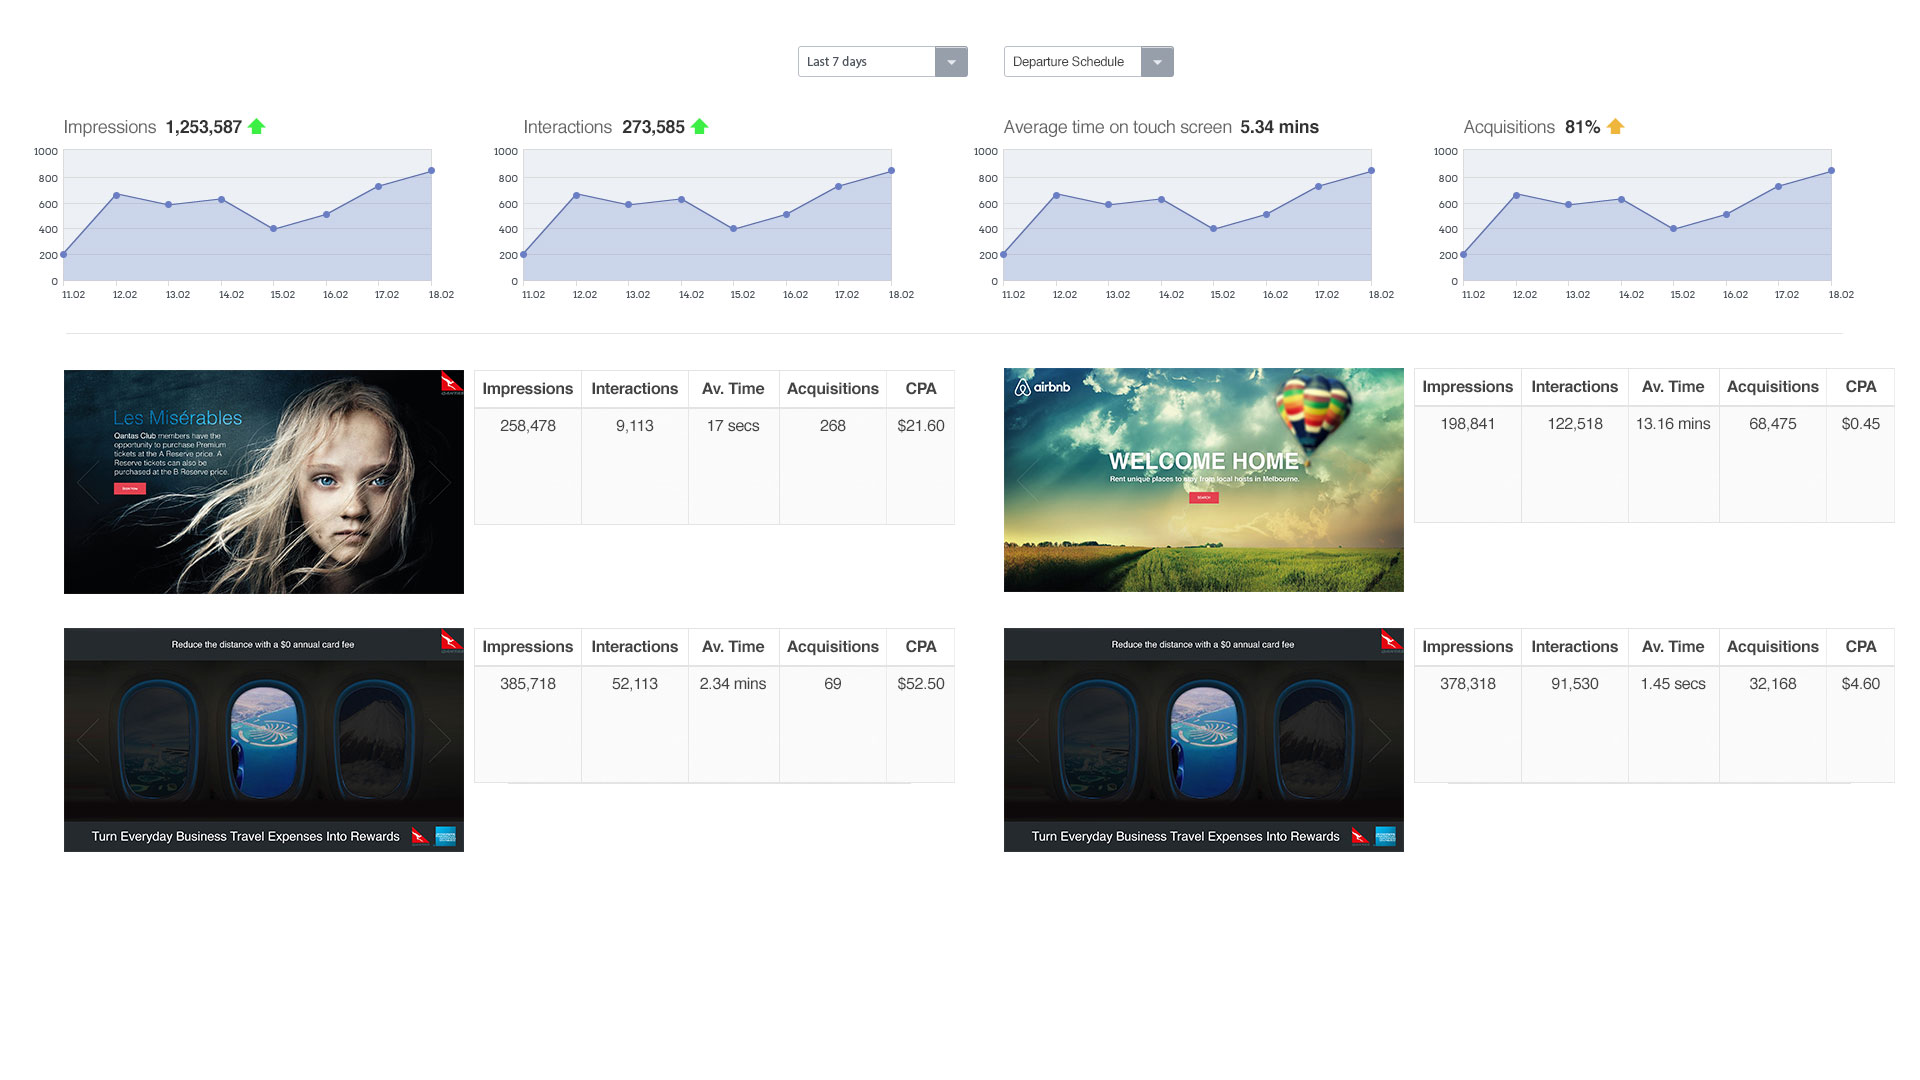 Last 7 days
Departure Schedule
Impressions 1,253,587
1000
800
600
400
200
0
11.02 12.02 13.02 14.02 15.02 16.02 17.02 18.02
Interactions 273,585
1000
800
600
400
200
0
11.02 12.02 13.02 14.02 15.02 16.02 17.02 18.02
Average time on touch screen 5.34 mins
1000
800
600
400
200
0
11.02 12.02 13.02 14.02 15.02 16.02 17.02 18.02
Acquisitions 81%
1000
800
600
400
200
0
11.02 12.02 13.02 14.02 15.02 16.02 17.02 18.02
Les Misérables
Qantas Club members have the
opportunity to purchase Premium
tickets at the A Reserve price. A
Reserve tickets can also be
purchased at the B Reserve price.
Book Now
QANTAS
Impressions Interactions Av. Time Acquisitions CPA
258,478 9,113 17 secs 268 $21.60
airbnb
WELCOME HOME
Rent unique places to stay from local hosts in Melbourne.
SEARCH
Impressions Interactions Av. Time Acquisitions CPA
198,841 122,518 13.16 mins 68,475 $0.45
Reduce the distance with a $0 annual card fee
QANTAS
Turn Everyday Business Travel Expenses Into Rewards
Impressions Interactions Av. Time Acquisitions CPA
385,718 52,113 2.34 mins 69 $52.50
Reduce the distance with a $0 annual card fee
QANTAS
Turn Everyday Business Travel Expenses Into Rewards
Impressions Interactions Av. Time Acquisitions CPA
378,318 91,530 1.45 secs 32,168 $4.60